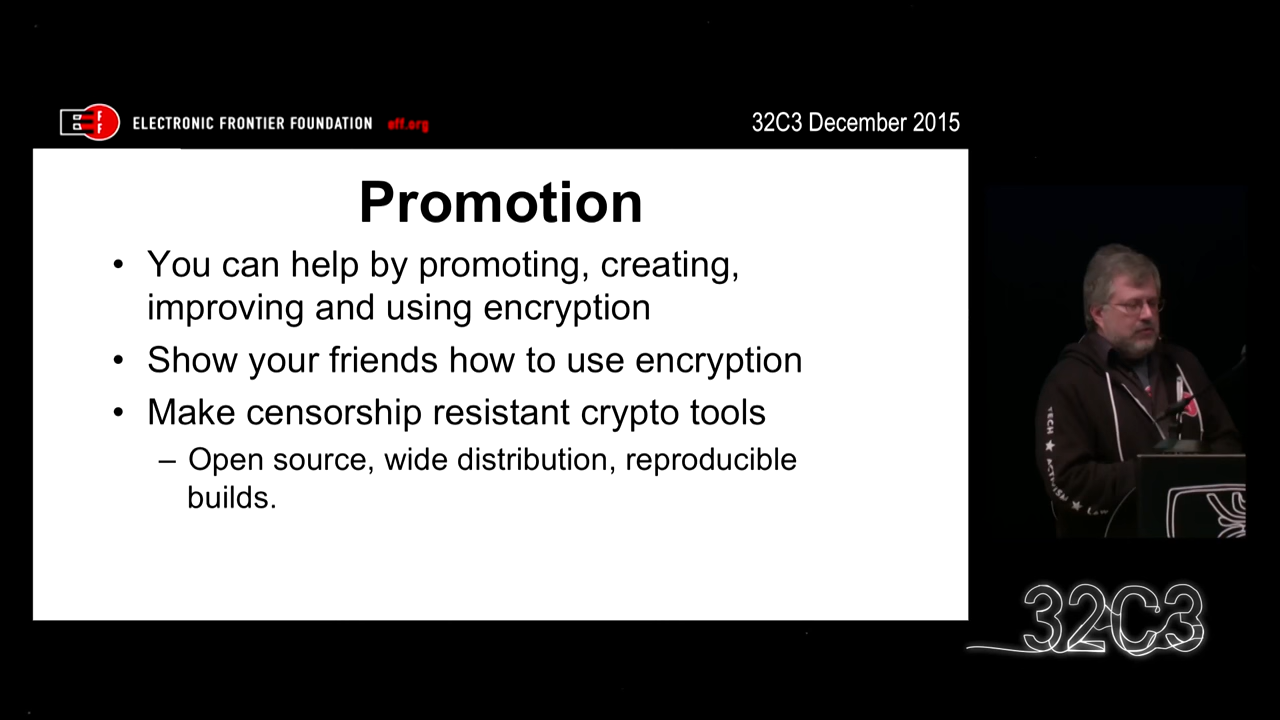 ELECTRONIC FRONTIER FOUNDATION eff.org
32C3 December 2015
Promotion
• You can help by promoting, creating,
improving and using encryption
• Show your friends how to use encryption
• Make censorship resistant crypto tools
– Open source, wide distribution, reproducible
builds.
TECH
32C3